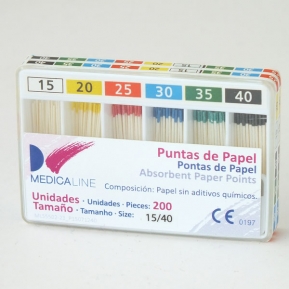 15 20 25 30 35 40
Puntas de Papel
Pontas de Papel
Absorbent Paper Points
MEDICALINE
Composición: Papel sin aditivos químicos.
Unidades · Unidades · Pieces: 200
Tamaño · Tamanho · Size: 15/40
CE 0197